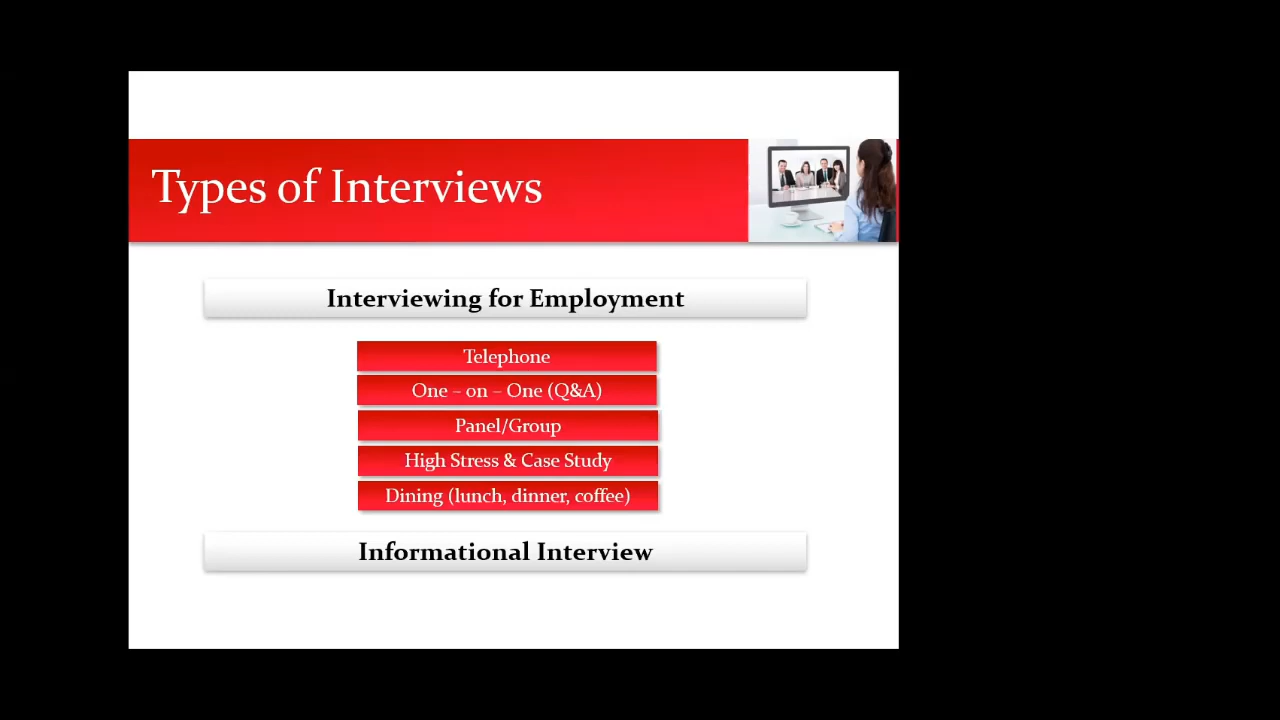 Types of Interviews
Interviewing for Employment
Telephone
One – on – One (Q&A)
Panel/Group
High Stress & Case Study
Dining (lunch, dinner, coffee)
Informational Interview